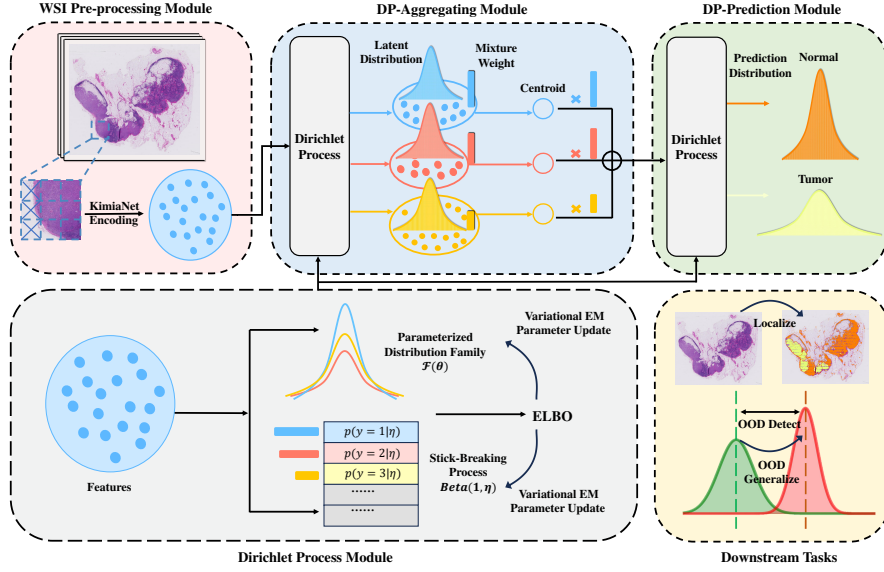 WSI Pre-processing Module
KimiaNet
Encoding
DP-Aggregating Module
Latent
Distribution
Mixture
Weight
Centroid
Dirichlet
Process
DP-Prediction Module
Prediction
Distribution
Normal
Dirichlet
Process
Tumor
Features
Parameterized
Distribution Family
ℱ(θ)
Variational EM
Parameter Update
ELBO
p(y = 1|η)
p(y = 2|η)
p(y = 3|η)
……
……
Stick-Breaking
Process
Beta(1, η)
Variational EM
Parameter Update
Dirichlet Process Module
Localize
OOD Detect
OOD
Generalize
Downstream Tasks